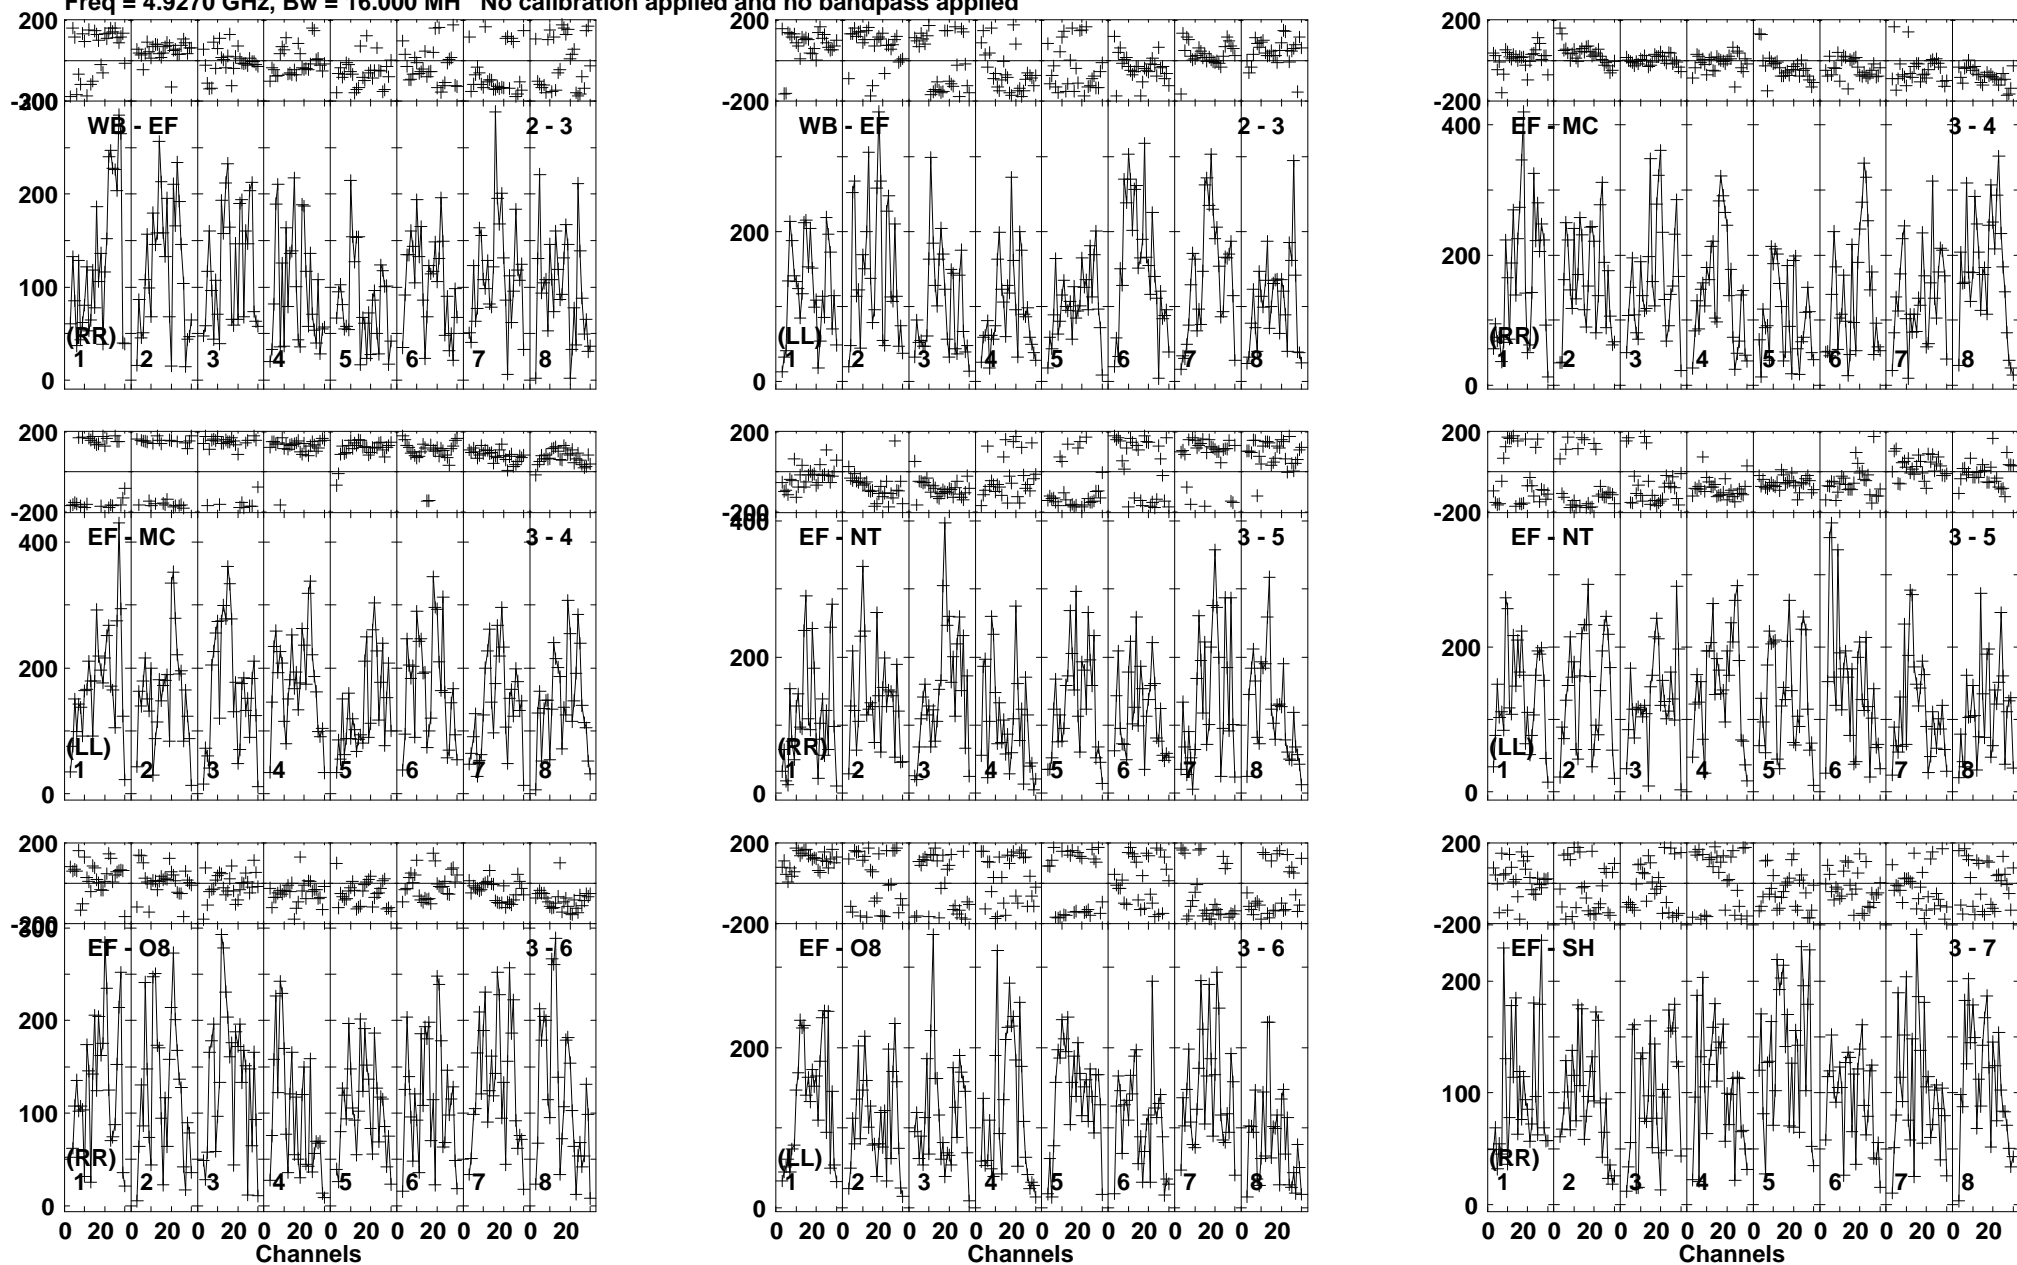 Freq = 4.9270 GHz, Bw = 16.000 MH No calibration applied and no bandpass applied
200 200 200
-200 -200 -200
300
WB - EF 2 - 3 WB - EF 2 - 3 EF - MC 3 - 4
400
200 200 200
100
0 0 0
(RR) (LL) (RR)
1 2 3 4 5 6 7 8 1 2 3 4 5 6 7 8 1 2 3 4 5 6 7 8
200 200 200
-200 -200 -200
400
EF - MC 3 - 4 EF - NT 3 - 5 EF - NT 3 - 5
400
200 200 200
0 0 0
(LL) (RR) (LL)
1 2 3 4 5 6 7 8 1 2 3 4 5 6 7 8 1 2 3 4 5 6 7 8
200 200 200
-200 -200 -200
300
EF - O8 3 - 6 EF - O8 3 - 6 EF - SH 3 - 7
200 200 200
100 100
0 0 0
(RR) (LL) (RR)
1 2 3 4 5 6 7 8 1 2 3 4 5 6 7 8 1 2 3 4 5 6 7 8
0 20 0 20 0 20 0 20 0 20 0 20 0 20 0 20 0 20 0 20 0 20 0 20 0 20 0 20 0 20 0 20 0 20 0 20 0 20 0 20 0 20 0 20 0 20 0 20
Channels Channels Channels